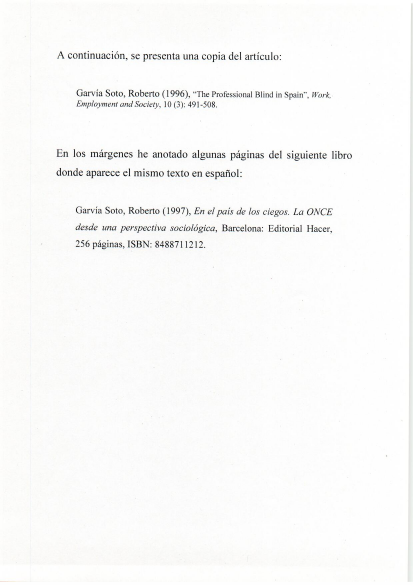 A continuación, se presenta una copia del artículo:
Garvía Soto, Roberto (1996), “The Professional Blind in Spain”, Work,
Employment and Society, 10 (3): 491-508.
En los márgenes he anotado algunas páginas del siguiente libro
donde aparece el mismo texto en español:
Garvía Soto, Roberto (1997), En el país de los ciegos. La ONCE
desde una perspectiva sociológica, Barcelona: Editorial Hacer,
256 páginas, ISBN: 8488711212.